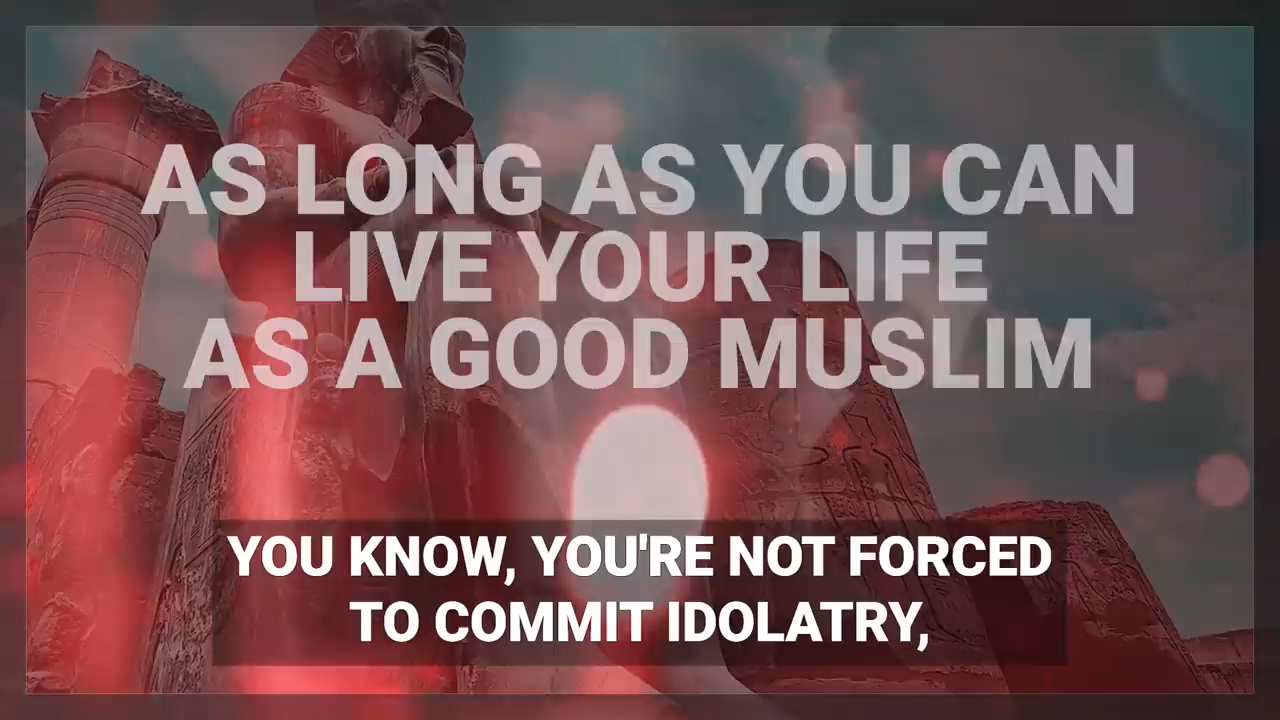 AS LONG AS YOU CAN
LIVE YOUR LIFE
AS A GOOD MUSLIM
YOU KNOW, YOU'RE NOT FORCED
TO COMMIT IDOLATRY,